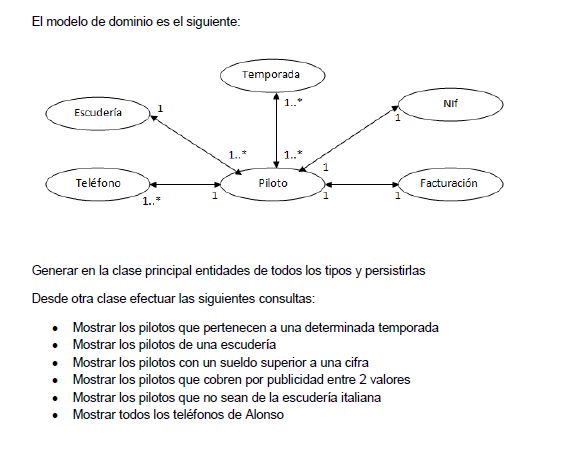 El modelo de dominio es el siguiente:
Temporada
1..*
Escudería
1
NIf
1
1..*
1..*
1
Teléfono
1..*
1
Piloto
1
1
Facturación
Generar en la clase principal entidades de todos los tipos y persistirlas
Desde otra clase efectuar las siguientes consultas:
• Mostrar los pilotos que pertenecen a una determinada temporada
• Mostrar los pilotos de una escudería
• Mostrar los pilotos con un sueldo superior a una cifra
• Mostrar los pilotos que cobren por publicidad entre 2 valores
• Mostrar los pilotos que no sean de la escudería italiana
• Mostrar todos los teléfonos de Alonso